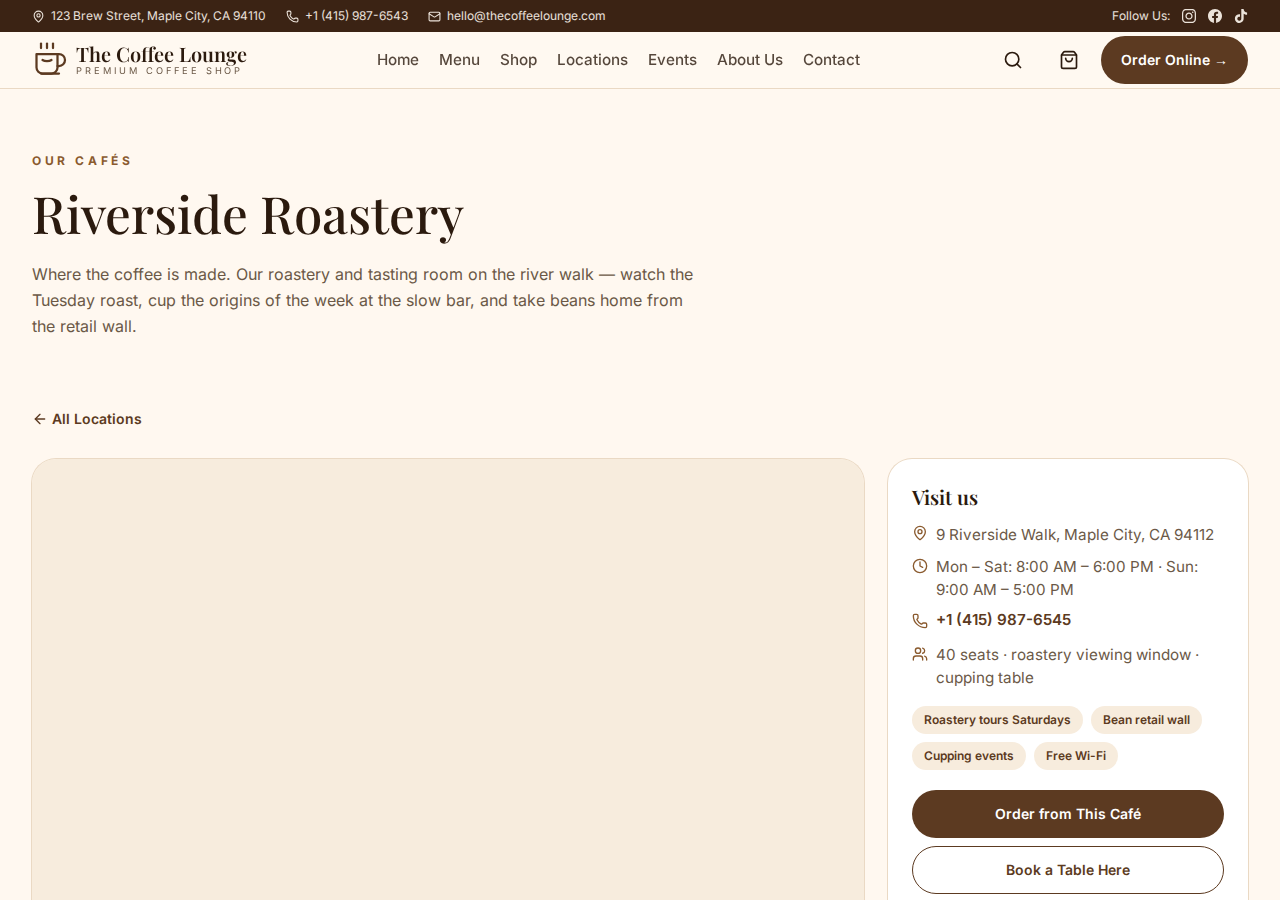 123 Brew Street, Maple City, CA 94110
+1 (415) 987-6543
hello@thecoffeelounge.com
Follow Us:
The Coffee Lounge
PREMIUM COFFEE SHOP
Home
Menu
Shop
Locations
Events
About Us
Contact
Order Online →
OUR CAFÉS
Riverside Roastery
Where the coffee is made. Our roastery and tasting room on the river walk — watch the
Tuesday roast, cup the origins of the week at the slow bar, and take beans home from
the retail wall.
← All Locations
Visit us
9 Riverside Walk, Maple City, CA 94112
Mon – Sat: 8:00 AM – 6:00 PM · Sun:
9:00 AM – 5:00 PM
+1 (415) 987-6545
40 seats · roastery viewing window ·
cupping table
Roastery tours Saturdays
Bean retail wall
Cupping events
Free Wi-Fi
Order from This Café
Book a Table Here